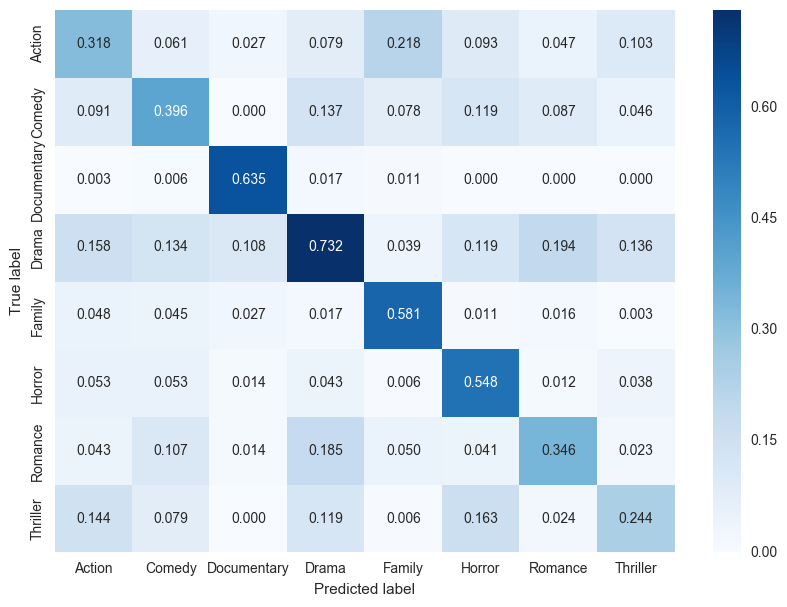 True label
Action 0.318 0.061 0.027 0.079 0.218 0.093 0.047 0.103
Comedy 0.091 0.396 0.000 0.137 0.078 0.119 0.087 0.046
Documentary 0.003 0.006 0.635 0.017 0.011 0.000 0.000 0.000
Drama 0.158 0.134 0.108 0.732 0.039 0.119 0.194 0.136
Family 0.048 0.045 0.027 0.017 0.581 0.011 0.016 0.003
Horror 0.053 0.053 0.014 0.043 0.006 0.548 0.012 0.038
Romance 0.043 0.107 0.014 0.185 0.050 0.041 0.346 0.023
Thriller 0.144 0.079 0.000 0.119 0.006 0.163 0.024 0.244
Action Comedy Documentary Drama Family Horror Romance Thriller
Predicted label
0.60
0.45
0.30
0.15
0.00